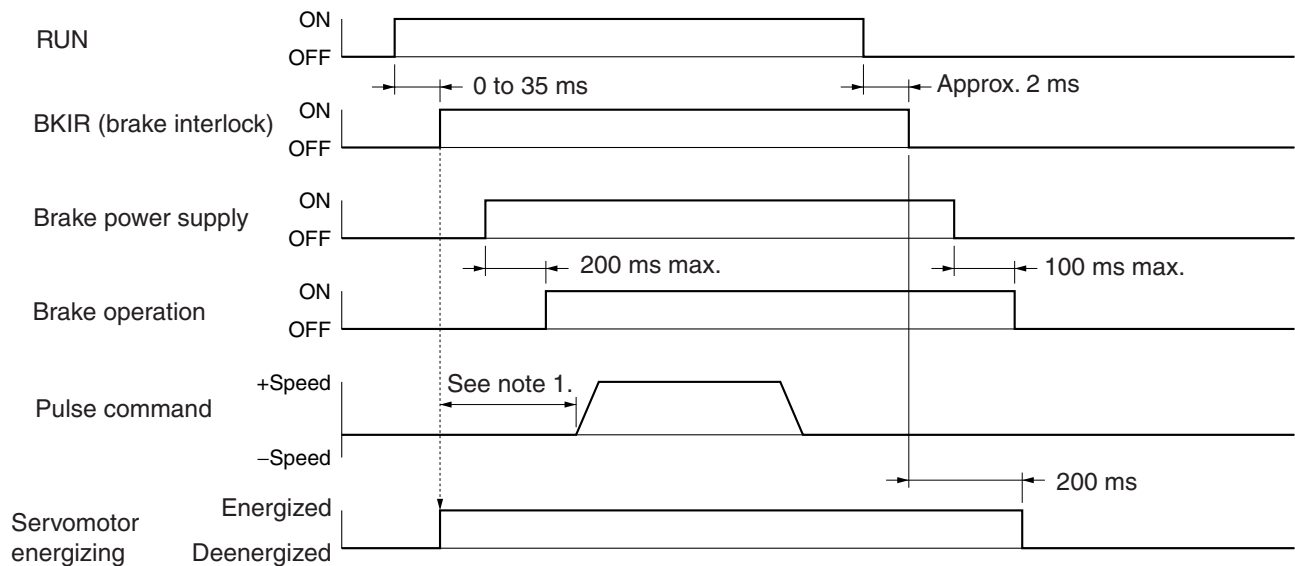 RUN
ON
OFF
0 to 35 ms
Approx. 2 ms
BKIR (brake interlock)
ON
OFF
Brake power supply
ON
OFF
200 ms max.
100 ms max.
Brake operation
ON
OFF
Pulse command
+Speed
See note 1.
−Speed
200 ms
Servomotor
energizing
Energized
Deenergized